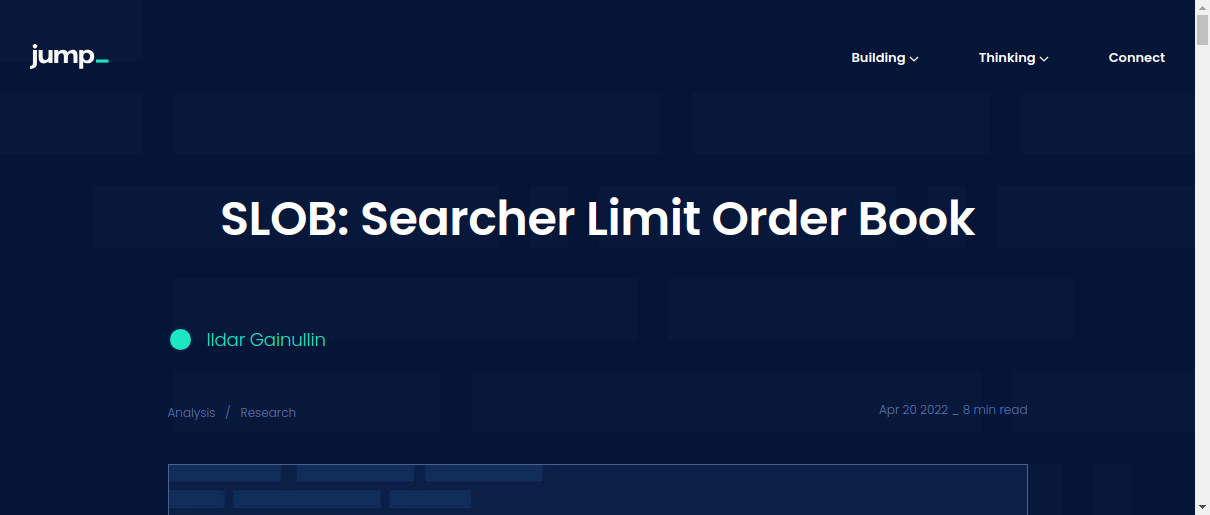 jump_
Building
Thinking
Connect
SLOB: Searcher Limit Order Book
Ildar Gainullin
Analysis / Research
Apr 20 2022 _ 8 min read